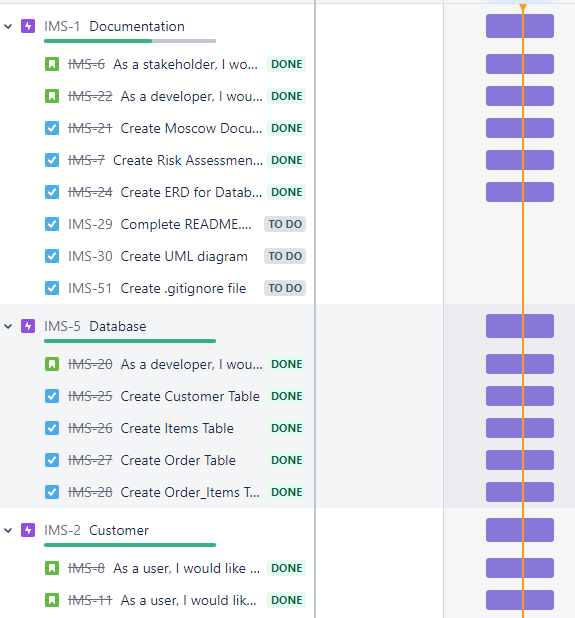 IMS-1 Documentation
IMS-6 As a stakeholder, I wo... DONE
IMS-22 As a developer, I wou... DONE
IMS-21 Create Moscow Docu... DONE
IMS-7 Create Risk Assessmen... DONE
IMS-24 Create ERD for Datab... DONE
IMS-29 Complete README.... TO DO
IMS-30 Create UML diagram TO DO
IMS-51 Create .gitignore file TO DO
IMS-5 Database
IMS-20 As a developer, I wou... DONE
IMS-25 Create Customer Table DONE
IMS-26 Create Items Table DONE
IMS-27 Create Order Table DONE
IMS-28 Create Order_Items T... DONE
IMS-2 Customer
IMS-8 As a user, I would like ... DONE
IMS-11 As a user, I would lik... DONE